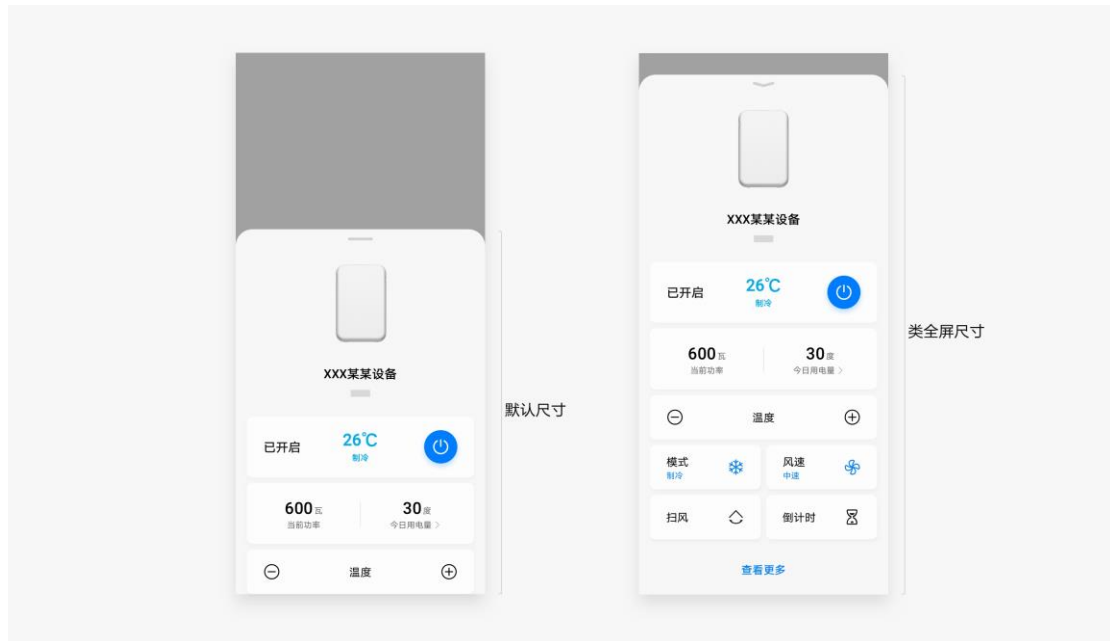 XXX某某设备
已开启
26℃
制冷
600瓦
当前功率
30度
今日用电量 >
温度
默认尺寸
XXX某某设备
已开启
26℃
制冷
600瓦
当前功率
30度
今日用电量 >
温度
模式
制冷
风速
中速
扫风
倒计时
查看更多
类全屏尺寸